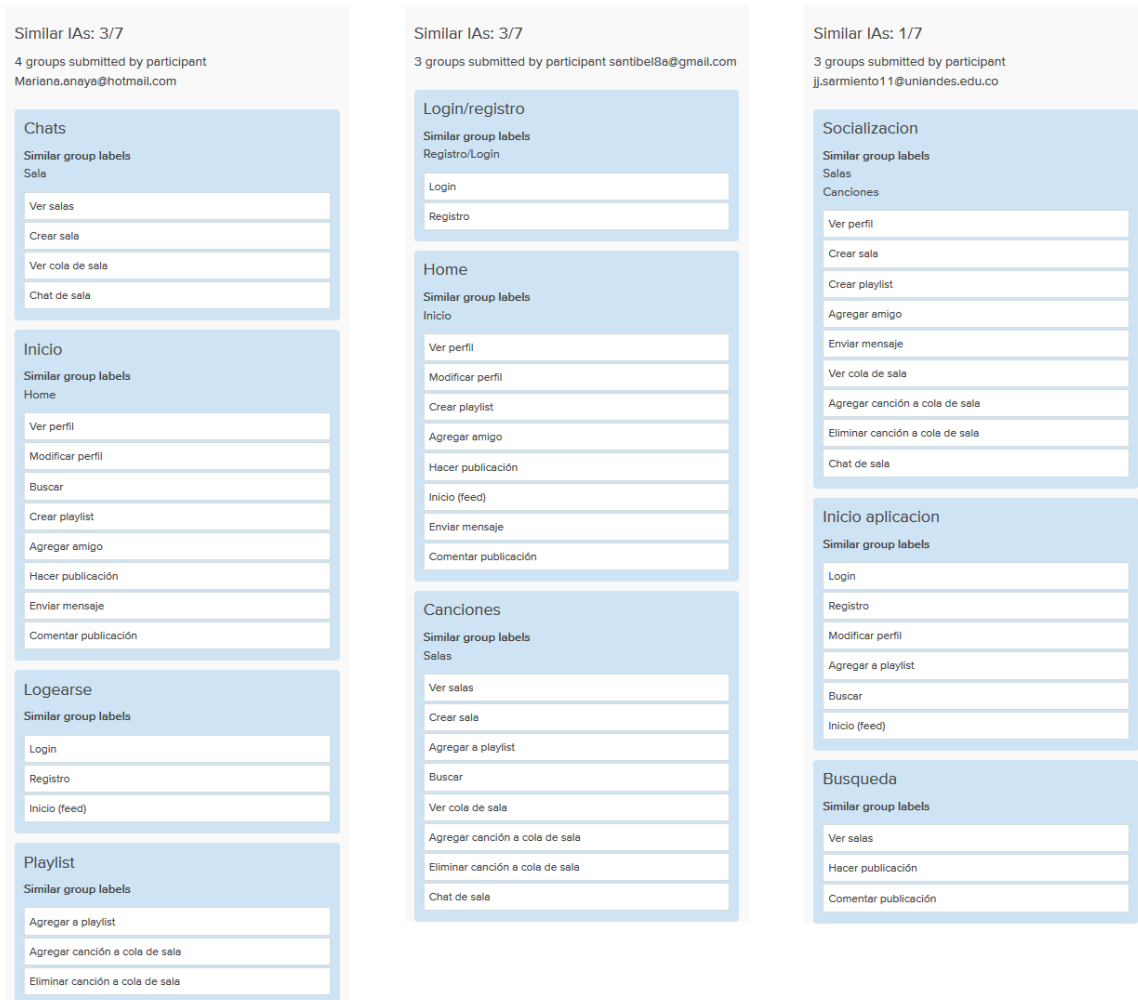 Similar IAs: 3/7
4 groups submitted by participant
Mariana.anaya@hotmail.com
Chats
Similar group labels
Sala
Ver salas
Crear sala
Ver cola de sala
Chat de sala
Inicio
Similar group labels
Home
Ver perfil
Modificar perfil
Buscar
Crear playlist
Agregar amigo
Hacer publicación
Enviar mensaje
Comentar publicación
Logearse
Similar group labels
Login
Registro
Inicio (feed)
Playlist
Similar group labels
Agregar a playlist
Agregar canción a cola de sala
Eliminar canción a cola de sala
Similar IAs: 3/7
3 groups submitted by participant santibel8a@gmail.com
Login/registro
Similar group labels
Registro/Login
Login
Registro
Home
Similar group labels
Inicio
Ver perfil
Modificar perfil
Crear playlist
Agregar amigo
Hacer publicación
Inicio (feed)
Enviar mensaje
Comentar publicación
Canciones
Similar group labels
Salas
Ver salas
Crear sala
Agregar a playlist
Buscar
Ver cola de sala
Agregar canción a cola de sala
Eliminar canción a cola de sala
Chat de sala
Similar IAs: 1/7
3 groups submitted by participant
jj.sarmiento11@uniandes.edu.co
Socializacion
Similar group labels
Salas
Canciones
Ver perfil
Crear sala
Crear playlist
Agregar amigo
Enviar mensaje
Ver cola de sala
Agregar canción a cola de sala
Eliminar canción a cola de sala
Chat de sala
Inicio aplicacion
Similar group labels
Login
Registro
Modificar perfil
Agregar a playlist
Buscar
Inicio (feed)
Busqueda
Similar group labels
Ver salas
Hacer publicación
Comentar publicación